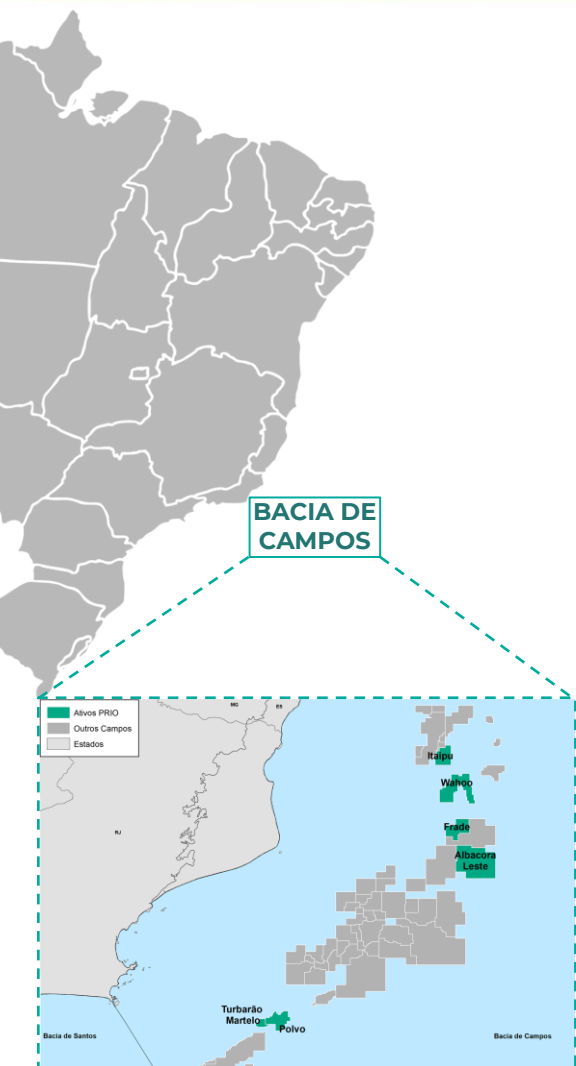 BACIA DE
CAMPOS
Ativos PRIO
Outros Campos
Estados
MG
ES
RJ
Itaipu
Wahoo
Frade
Albacora
Leste
Turbarão
Martelo
Polvo
Bacia de Santos
Bacia de Campos